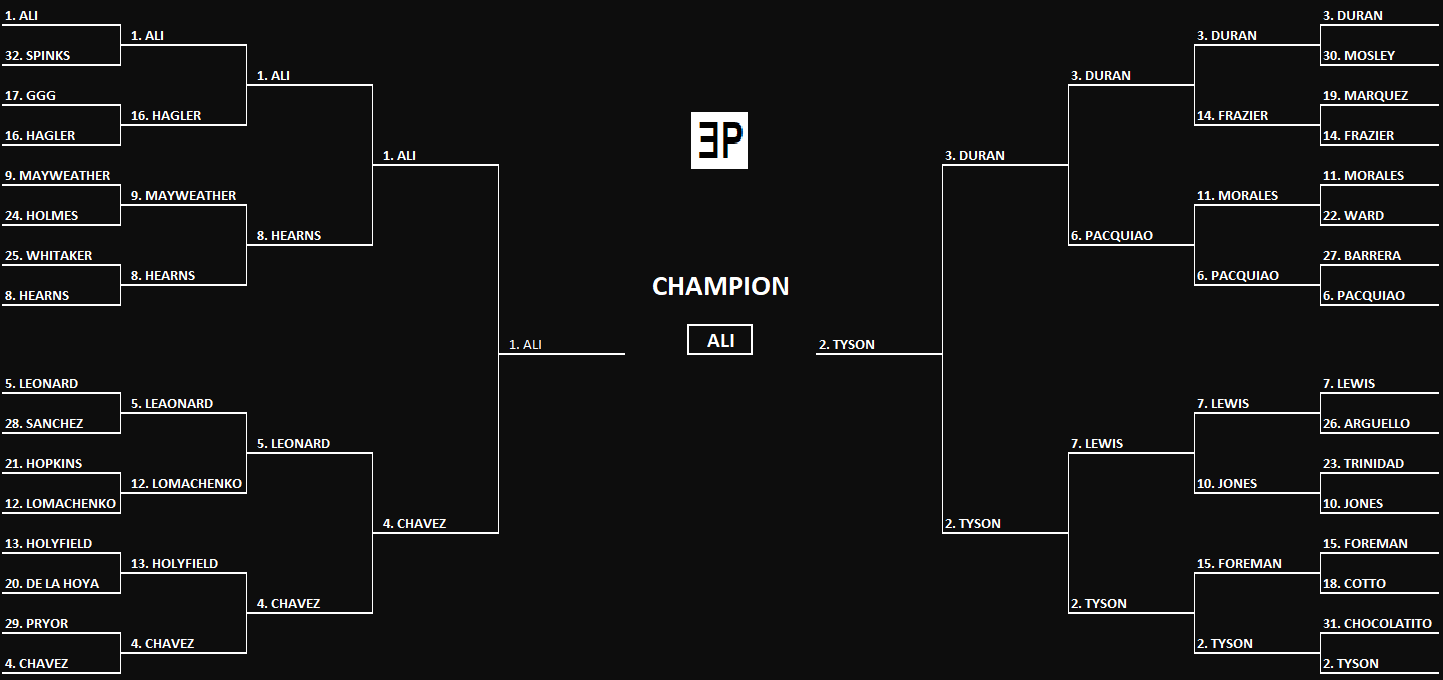 1. ALI
32. SPINKS
17. GGG
16. HAGLER
9. MAYWEATHER
24. HOLMES
25. WHITAKER
8. HEARNS
5. LEONARD
28. SANCHEZ
21. HOPKINS
12. LOMACHENKO
13. HOLYFIELD
20. DE LA HOYA
29. PRYOR
4. CHAVEZ
1. ALI
16. HAGLER
9. MAYWEATHER
8. HEARNS
5. LEAONARD
12. LOMACHENKO
13. HOLYFIELD
4. CHAVEZ
1. ALI
8. HEARNS
5. LEONARD
4. CHAVEZ
1. ALI
4. CHAVEZ
1. ALI
ƎP
CHAMPION
ALI
2. TYSON
3. DURAN
2. TYSON
3. DURAN
6. PACQUIAO
7. LEWIS
2. TYSON
3. DURAN
14. FRAZIER
11. MORALES
6. PACQUIAO
7. LEWIS
10. JONES
15. FOREMAN
2. TYSON
3. DURAN
30. MOSLEY
19. MARQUEZ
14. FRAZIER
11. MORALES
22. WARD
27. BARRERA
6. PACQUIAO
7. LEWIS
26. ARGUELLO
23. TRINIDAD
10. JONES
15. FOREMAN
18. COTTO
31. CHOCOLATITO
2. TYSON